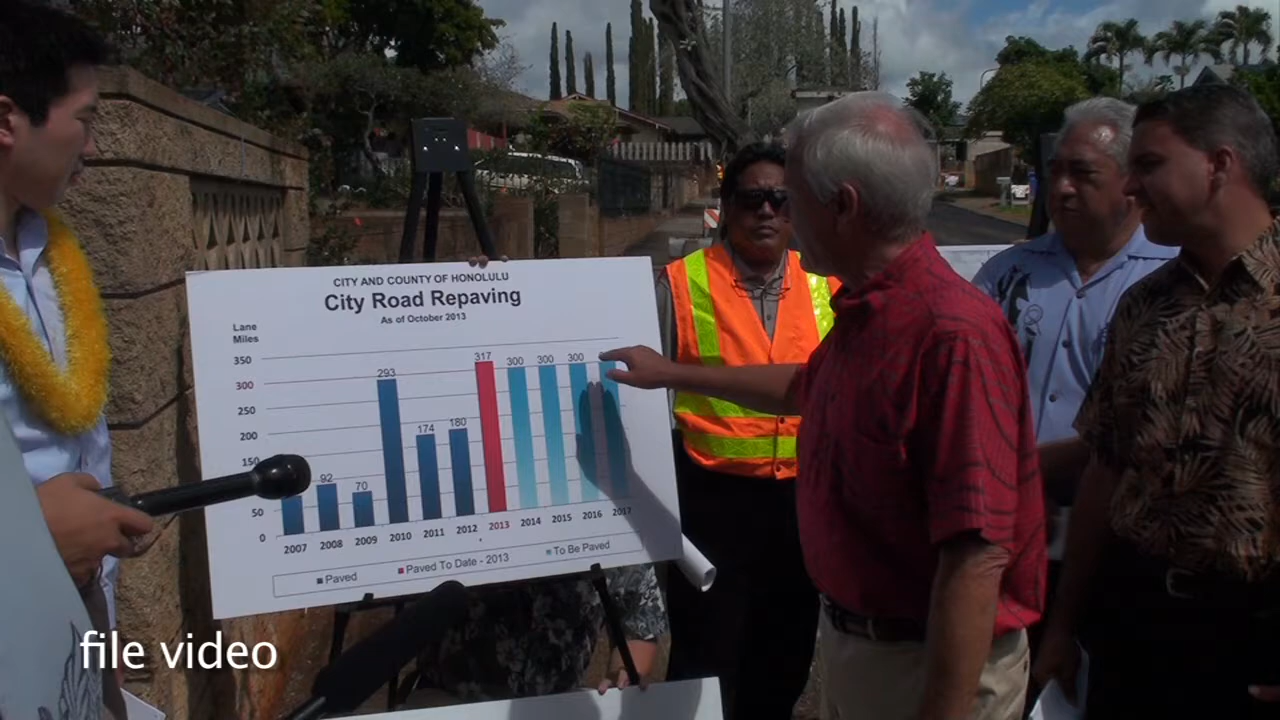 CITY AND COUNTY OF HONOLULU
City Road Repaving
As of October 2013
Lane
Miles
350
300
250
200
150
50
0
92
70
293
174
180
317
300
300
300
2007 2008 2009 2010 2011 2012 2013 2014 2015 2016 2017
Paved Paved To Date - 2013 To Be Paved
file video